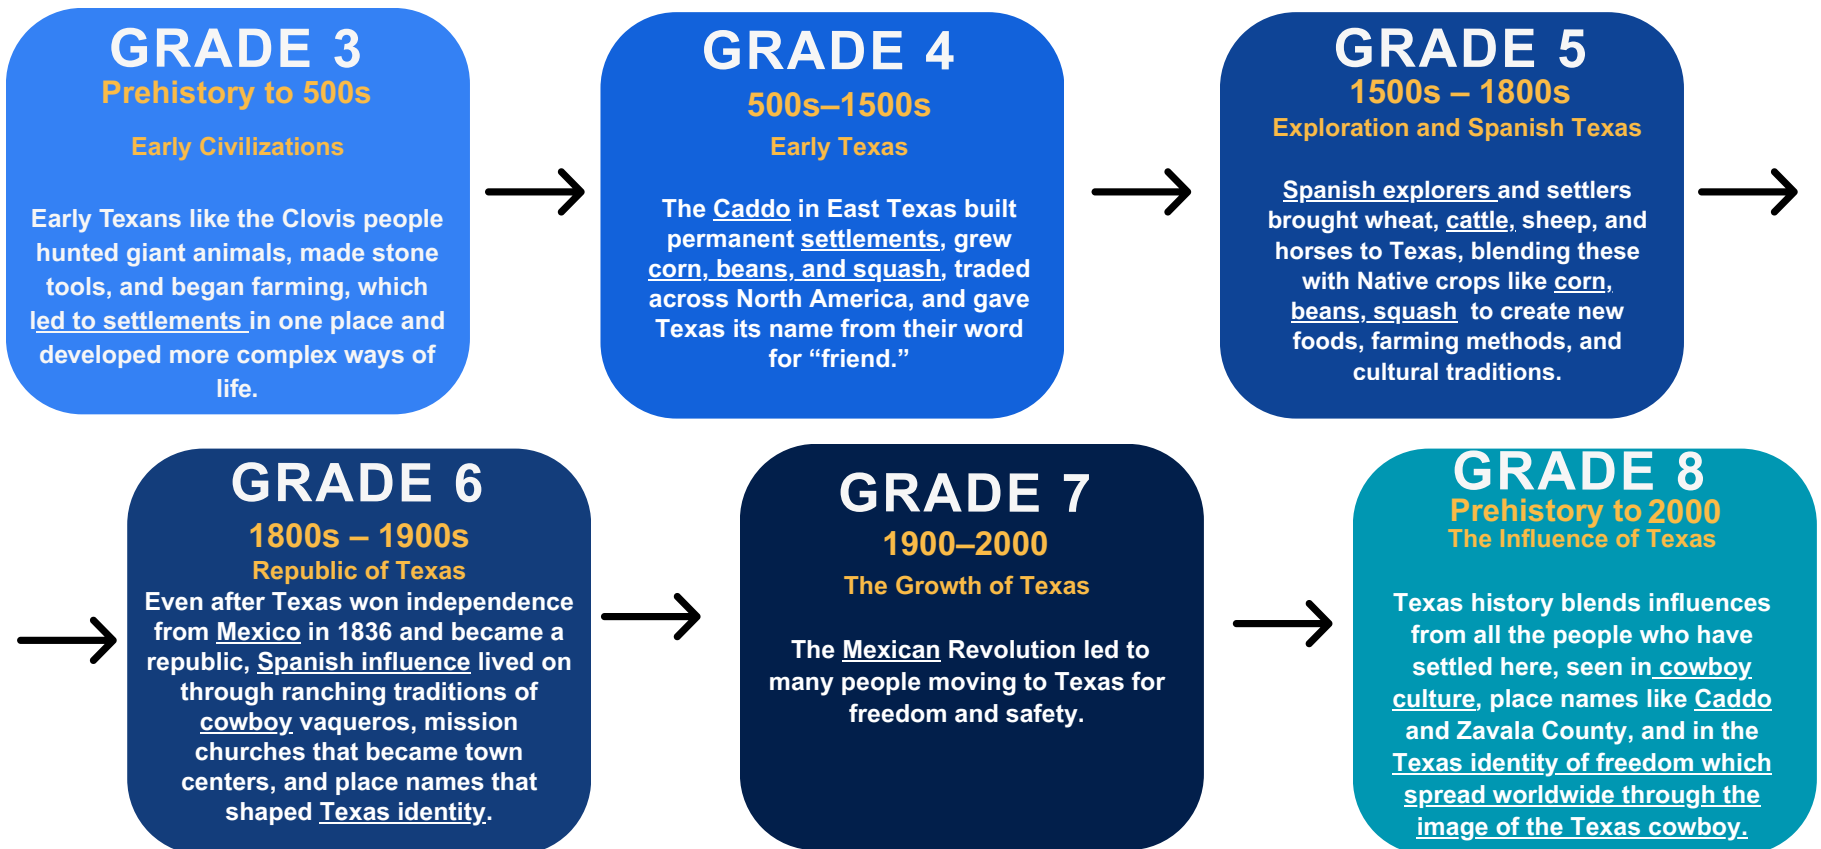 GRADE 3
Prehistory to 500s
Early Civilizations
Early Texans like the Clovis people
hunted giant animals, made stone
tools, and began farming, which
led to settlements in one place and
developed more complex ways of
life.
GRADE 4
500s–1500s
Early Texas
The Caddo in East Texas built
permanent settlements, grew
corn, beans, and squash, traded
across North America, and gave
Texas its name from their word
for “friend.”
GRADE 5
1500s – 1800s
Exploration and Spanish Texas
Spanish explorers and settlers
brought wheat, cattle, sheep, and
horses to Texas, blending these
with Native crops like corn,
beans, squash to create new
foods, farming methods, and
cultural traditions.
GRADE 6
1800s – 1900s
Republic of Texas
Even after Texas won independence
from Mexico in 1836 and became a
republic, Spanish influence lived on
through ranching traditions of
cowboy vaqueros, mission
churches that became town
centers, and place names that
shaped Texas identity.
GRADE 7
1900–2000
The Growth of Texas
The Mexican Revolution led to
many people moving to Texas for
freedom and safety.
GRADE 8
Prehistory to 2000
The Influence of Texas
Texas history blends influences
from all the people who have
settled here, seen in cowboy
culture, place names like Caddo
and Zavala County, and in the
Texas identity of freedom which
spread worldwide through the
image of the Texas cowboy.